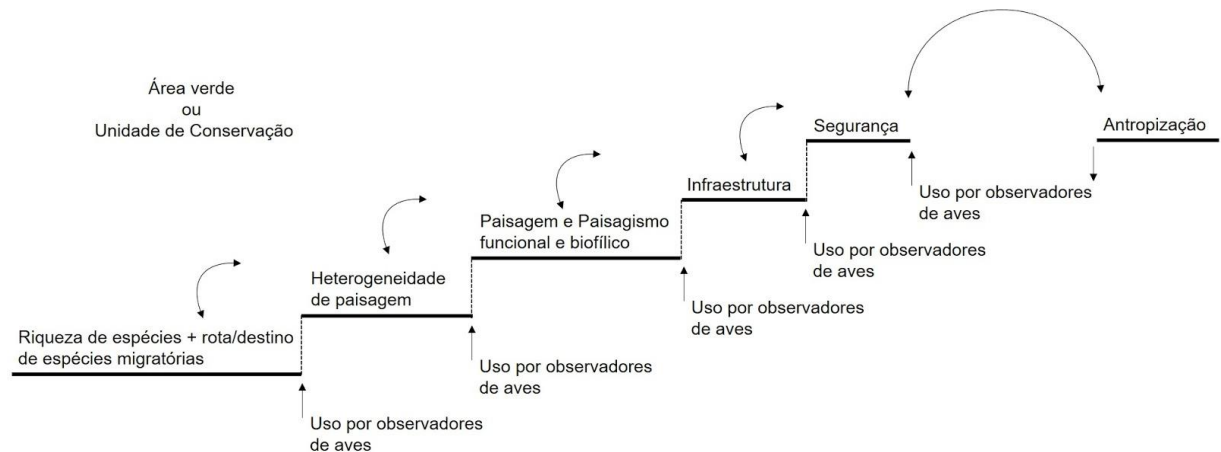 Área verde
ou
Unidade de Conservação
Riqueza de espécies + rota/destino
de espécies migratórias
Uso por observadores
de aves
Heterogeneidade
de paisagem
Uso por observadores
de aves
Paisagem e Paisagismo
funcional e biofílico
Uso por observadores
de aves
Infraestrutura
Uso por observadores
de aves
Segurança
Uso por observadores
de aves
Antropização